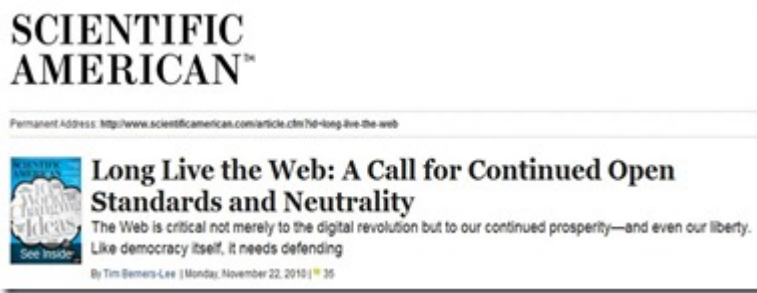 SCIENTIFIC
AMERICAN™
Permanent Address: http://www.scientificamerican.com/article.cfm?id=long-live-the-web
Long Live the Web: A Call for Continued Open
Standards and Neutrality
The Web is critical not merely to the digital revolution but to our continued prosperity—and even our liberty.
Like democracy itself, it needs defending
By Tim Berners-Lee | Monday, November 22, 2010 | 35
SCIENTIFIC
AMERICAN
Ideas
See Inside